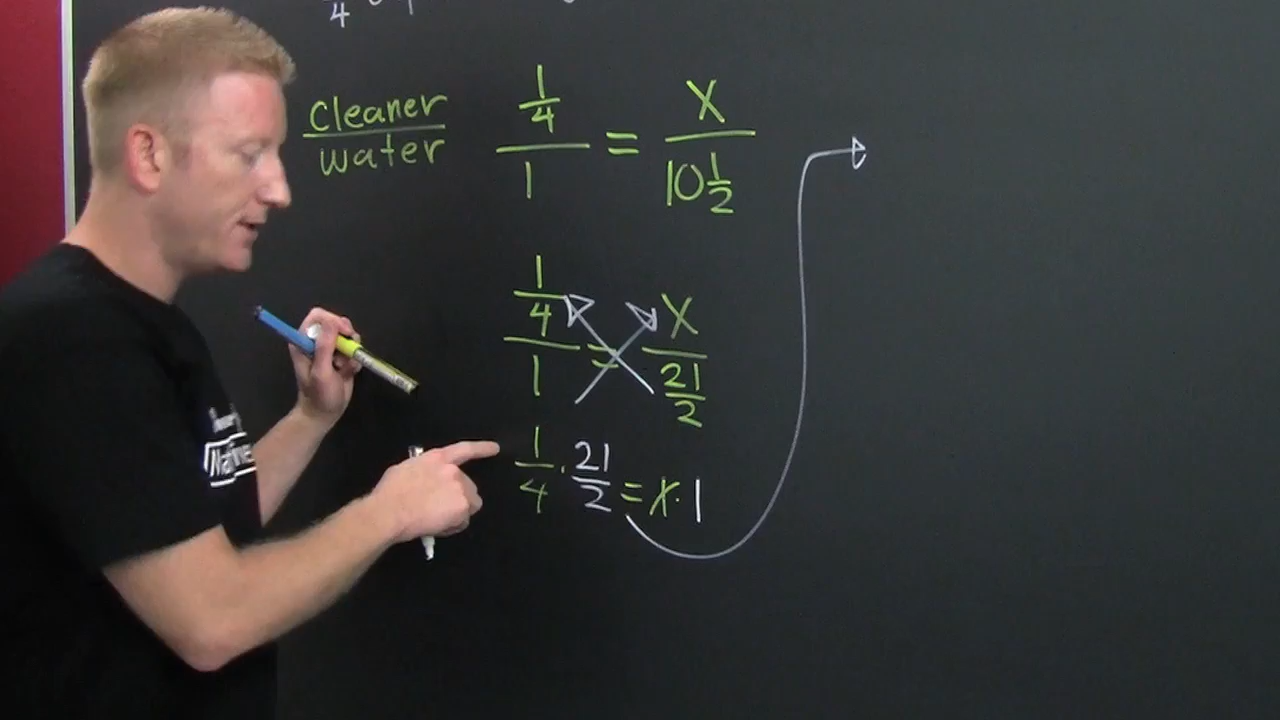 cleaner/water (1/4)/1 = X/(10 1/2)
(1/4)/1 = X/(21/2)
1/4 · 21/2 = x · 1